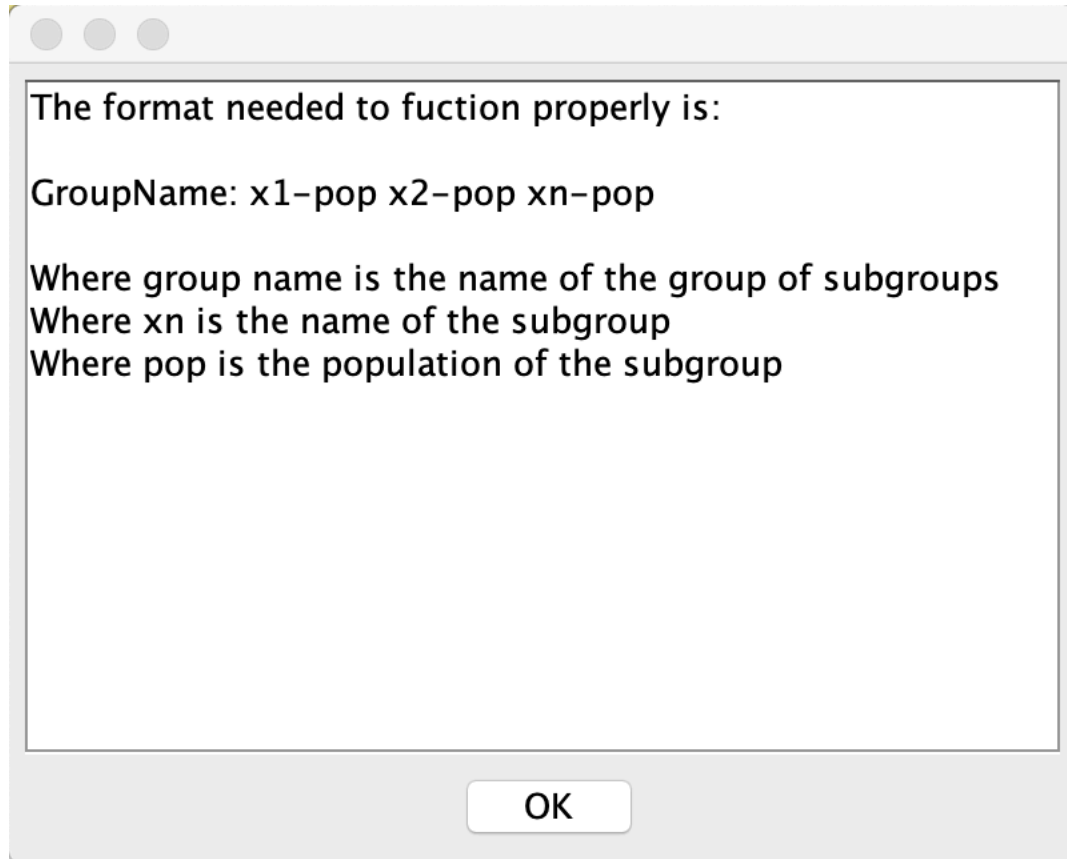 The format needed to fuction properly is:
GroupName: x1-pop x2-pop xn-pop
Where group name is the name of the group of subgroups
Where xn is the name of the subgroup
Where pop is the population of the subgroup
OK